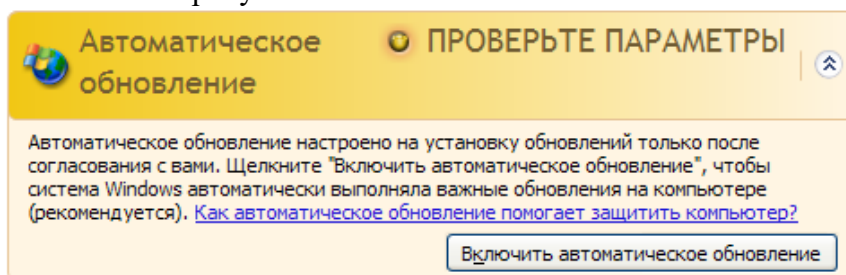 Автоматическое обновление
ПРОВЕРЬТЕ ПАРАМЕТРЫ
Автоматическое обновление настроено на установку обновлений только после
согласования с вами. Щелкните "Включить автоматическое обновление", чтобы
система Windows автоматически выполняла важные обновления на компьютере
(рекомендуется). Как автоматическое обновление помогает защитить компьютер?
Включить автоматическое обновление